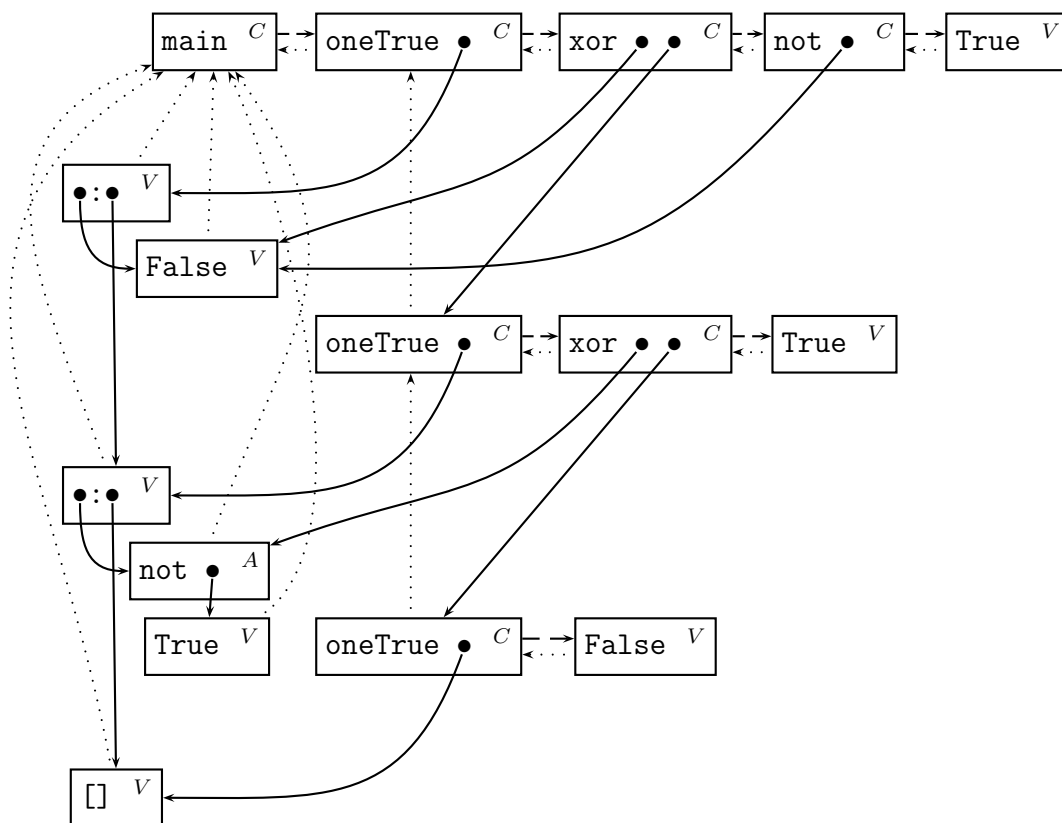 main C oneTrue xor C C not C True V
: V
False V
oneTrue C xor C True V
: V
not A
True V oneTrue C False V
[] V